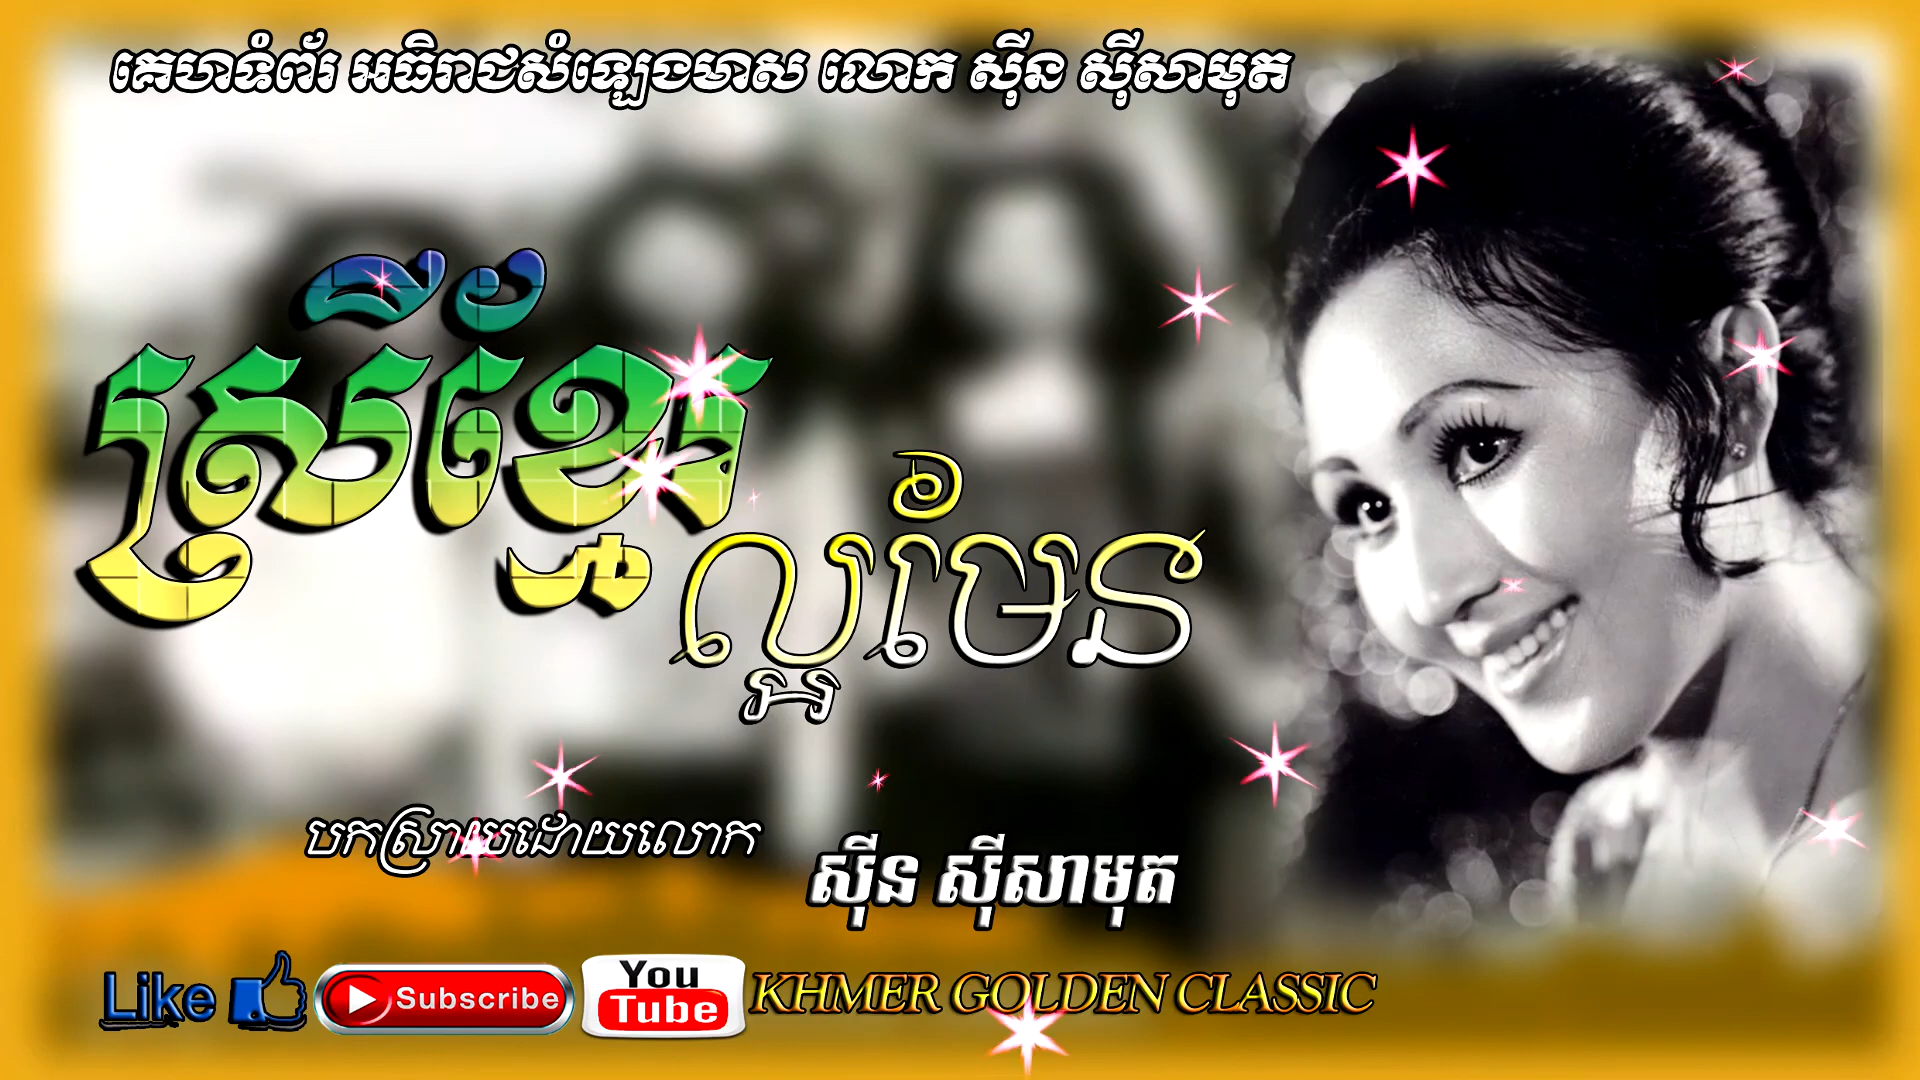 គេហទំព័រ អធិរាជសំឡេងមាស លោក ស៊ីន ស៊ីសាមុត
ស្រីខ្មែរ
ល្អមែន
បកស្រាយដោយលោក
ស៊ីន ស៊ីសាមុត
Like Subscribe You Tube KHMER GOLDEN CLASSIC